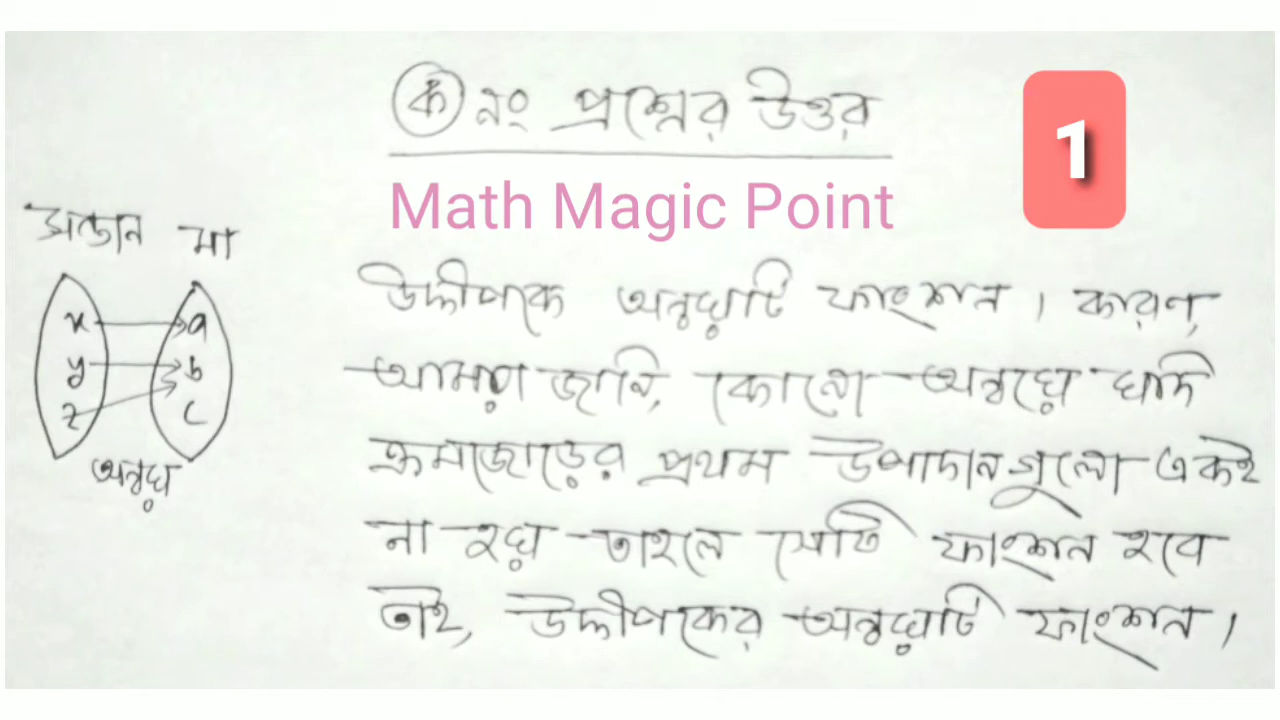 ক নং প্রশ্নের উত্তর
1
Math Magic Point
সন্তান মা
x a
y b
z c
অন্বয়
উদ্দীপকে অন্বয়টি ফাংশন। কারণ,
আমরা জানি, কোনো অন্বয়ে যদি
ক্রমজোড়ের প্রথম উপাদানগুলো একই
না হয় তাহলে সেটি ফাংশন হবে
তাই, উদ্দীপকের অন্বয়টি ফাংশন।